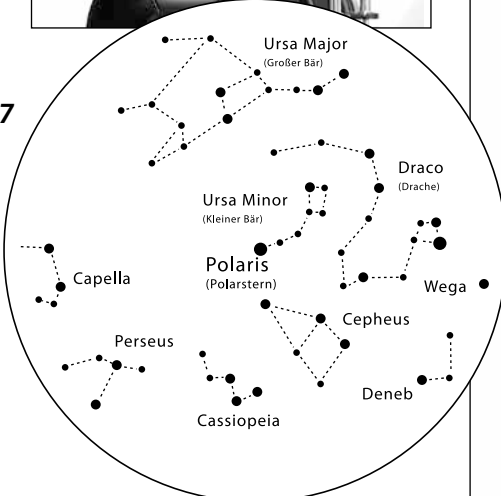 7
Ursa Major
(Großer Bär)
Draco
(Drache)
Ursa Minor
(Kleiner Bär)
Polaris
(Polarstern)
Capella
Wega
Cepheus
Perseus
Deneb
Cassiopeia